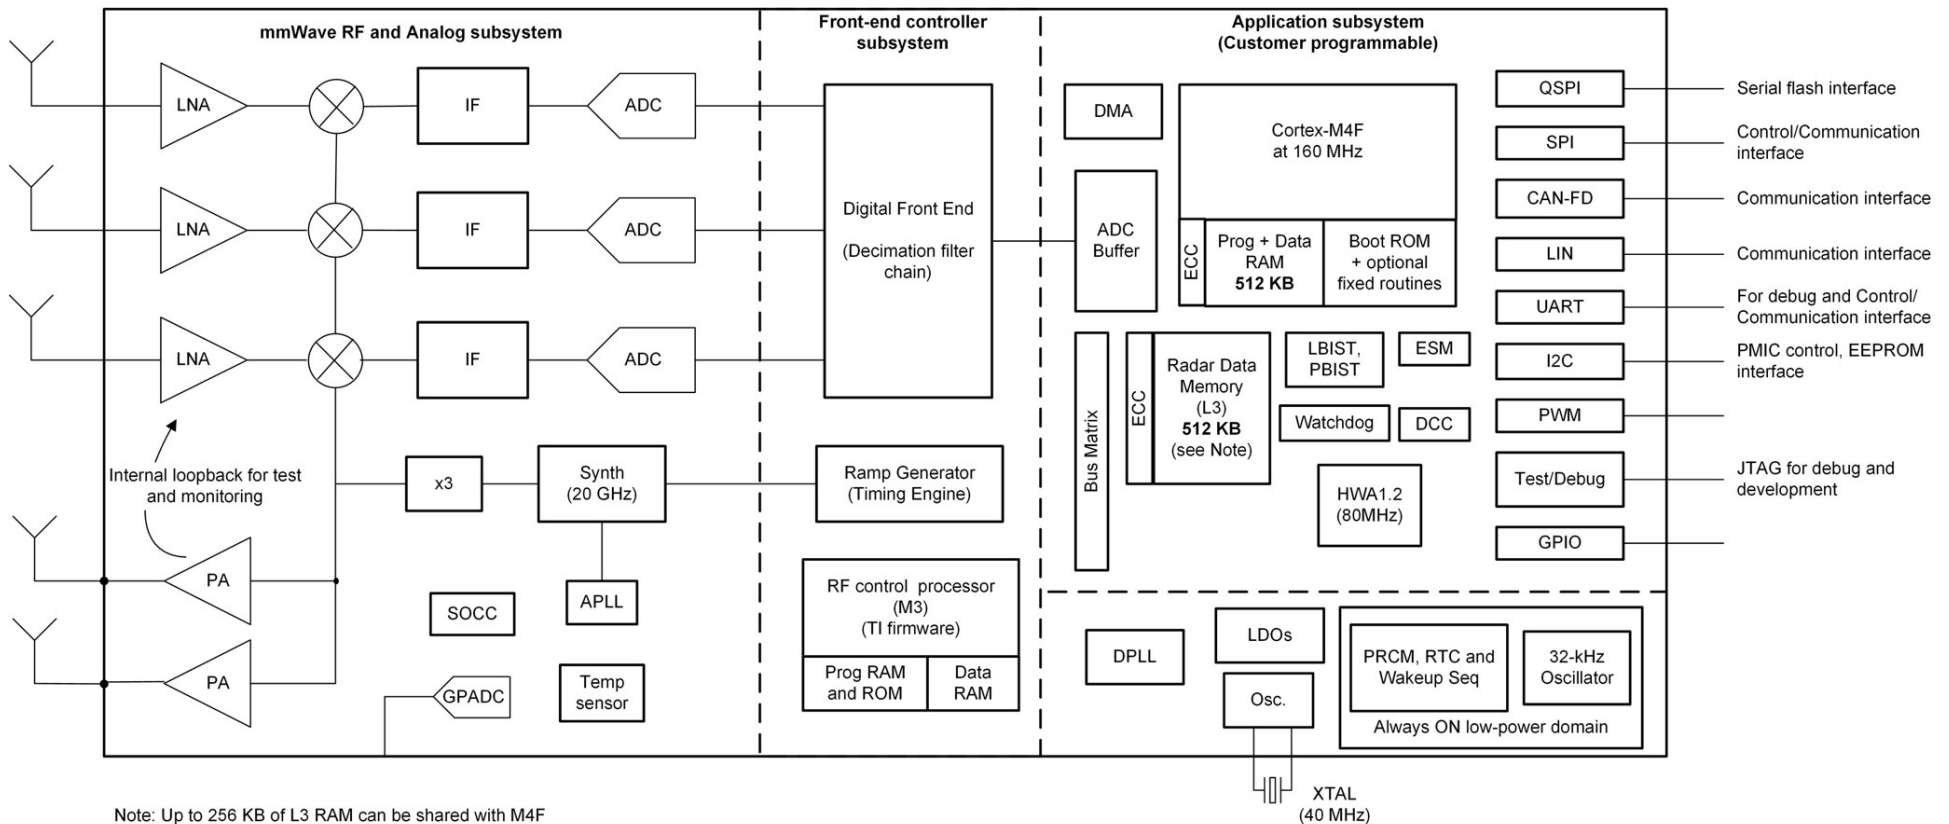 mmWave RF and Analog subsystem
Front-end controller
subsystem
Application subsystem
(Customer programmable)
LNA
IF
ADC
LNA
IF
ADC
LNA
IF
ADC
Internal loopback for test
and monitoring
x3
Synth
(20 GHz)
PA
PA
SOCC
APLL
GPADC
Temp
sensor
Digital Front End
(Decimation filter
chain)
Ramp Generator
(Timing Engine)
RF control processor
(M3)
(TI firmware)
Prog RAM
and ROM
Data
RAM
DMA
Cortex-M4F
at 160 MHz
ADC
Buffer
ECC
Prog + Data
RAM
512 KB
Boot ROM
+ optional
fixed routines
Bus Matrix
ECC
Radar Data
Memory
(L3)
512 KB
(see Note)
LBIST,
PBIST
ESM
Watchdog
DCC
HWA1.2
(80MHz)
QSPI
Serial flash interface
SPI
Control/Communication
interface
CAN-FD
Communication interface
LIN
Communication interface
UART
For debug and Control/
Communication interface
I2C
PMIC control, EEPROM
interface
PWM
Test/Debug
JTAG for debug and
development
GPIO
DPLL
LDOs
Osc.
PRCM, RTC and
Wakeup Seq
32-kHz
Oscillator
Always ON low-power domain
XTAL
(40 MHz)
Note: Up to 256 KB of L3 RAM can be shared with M4F